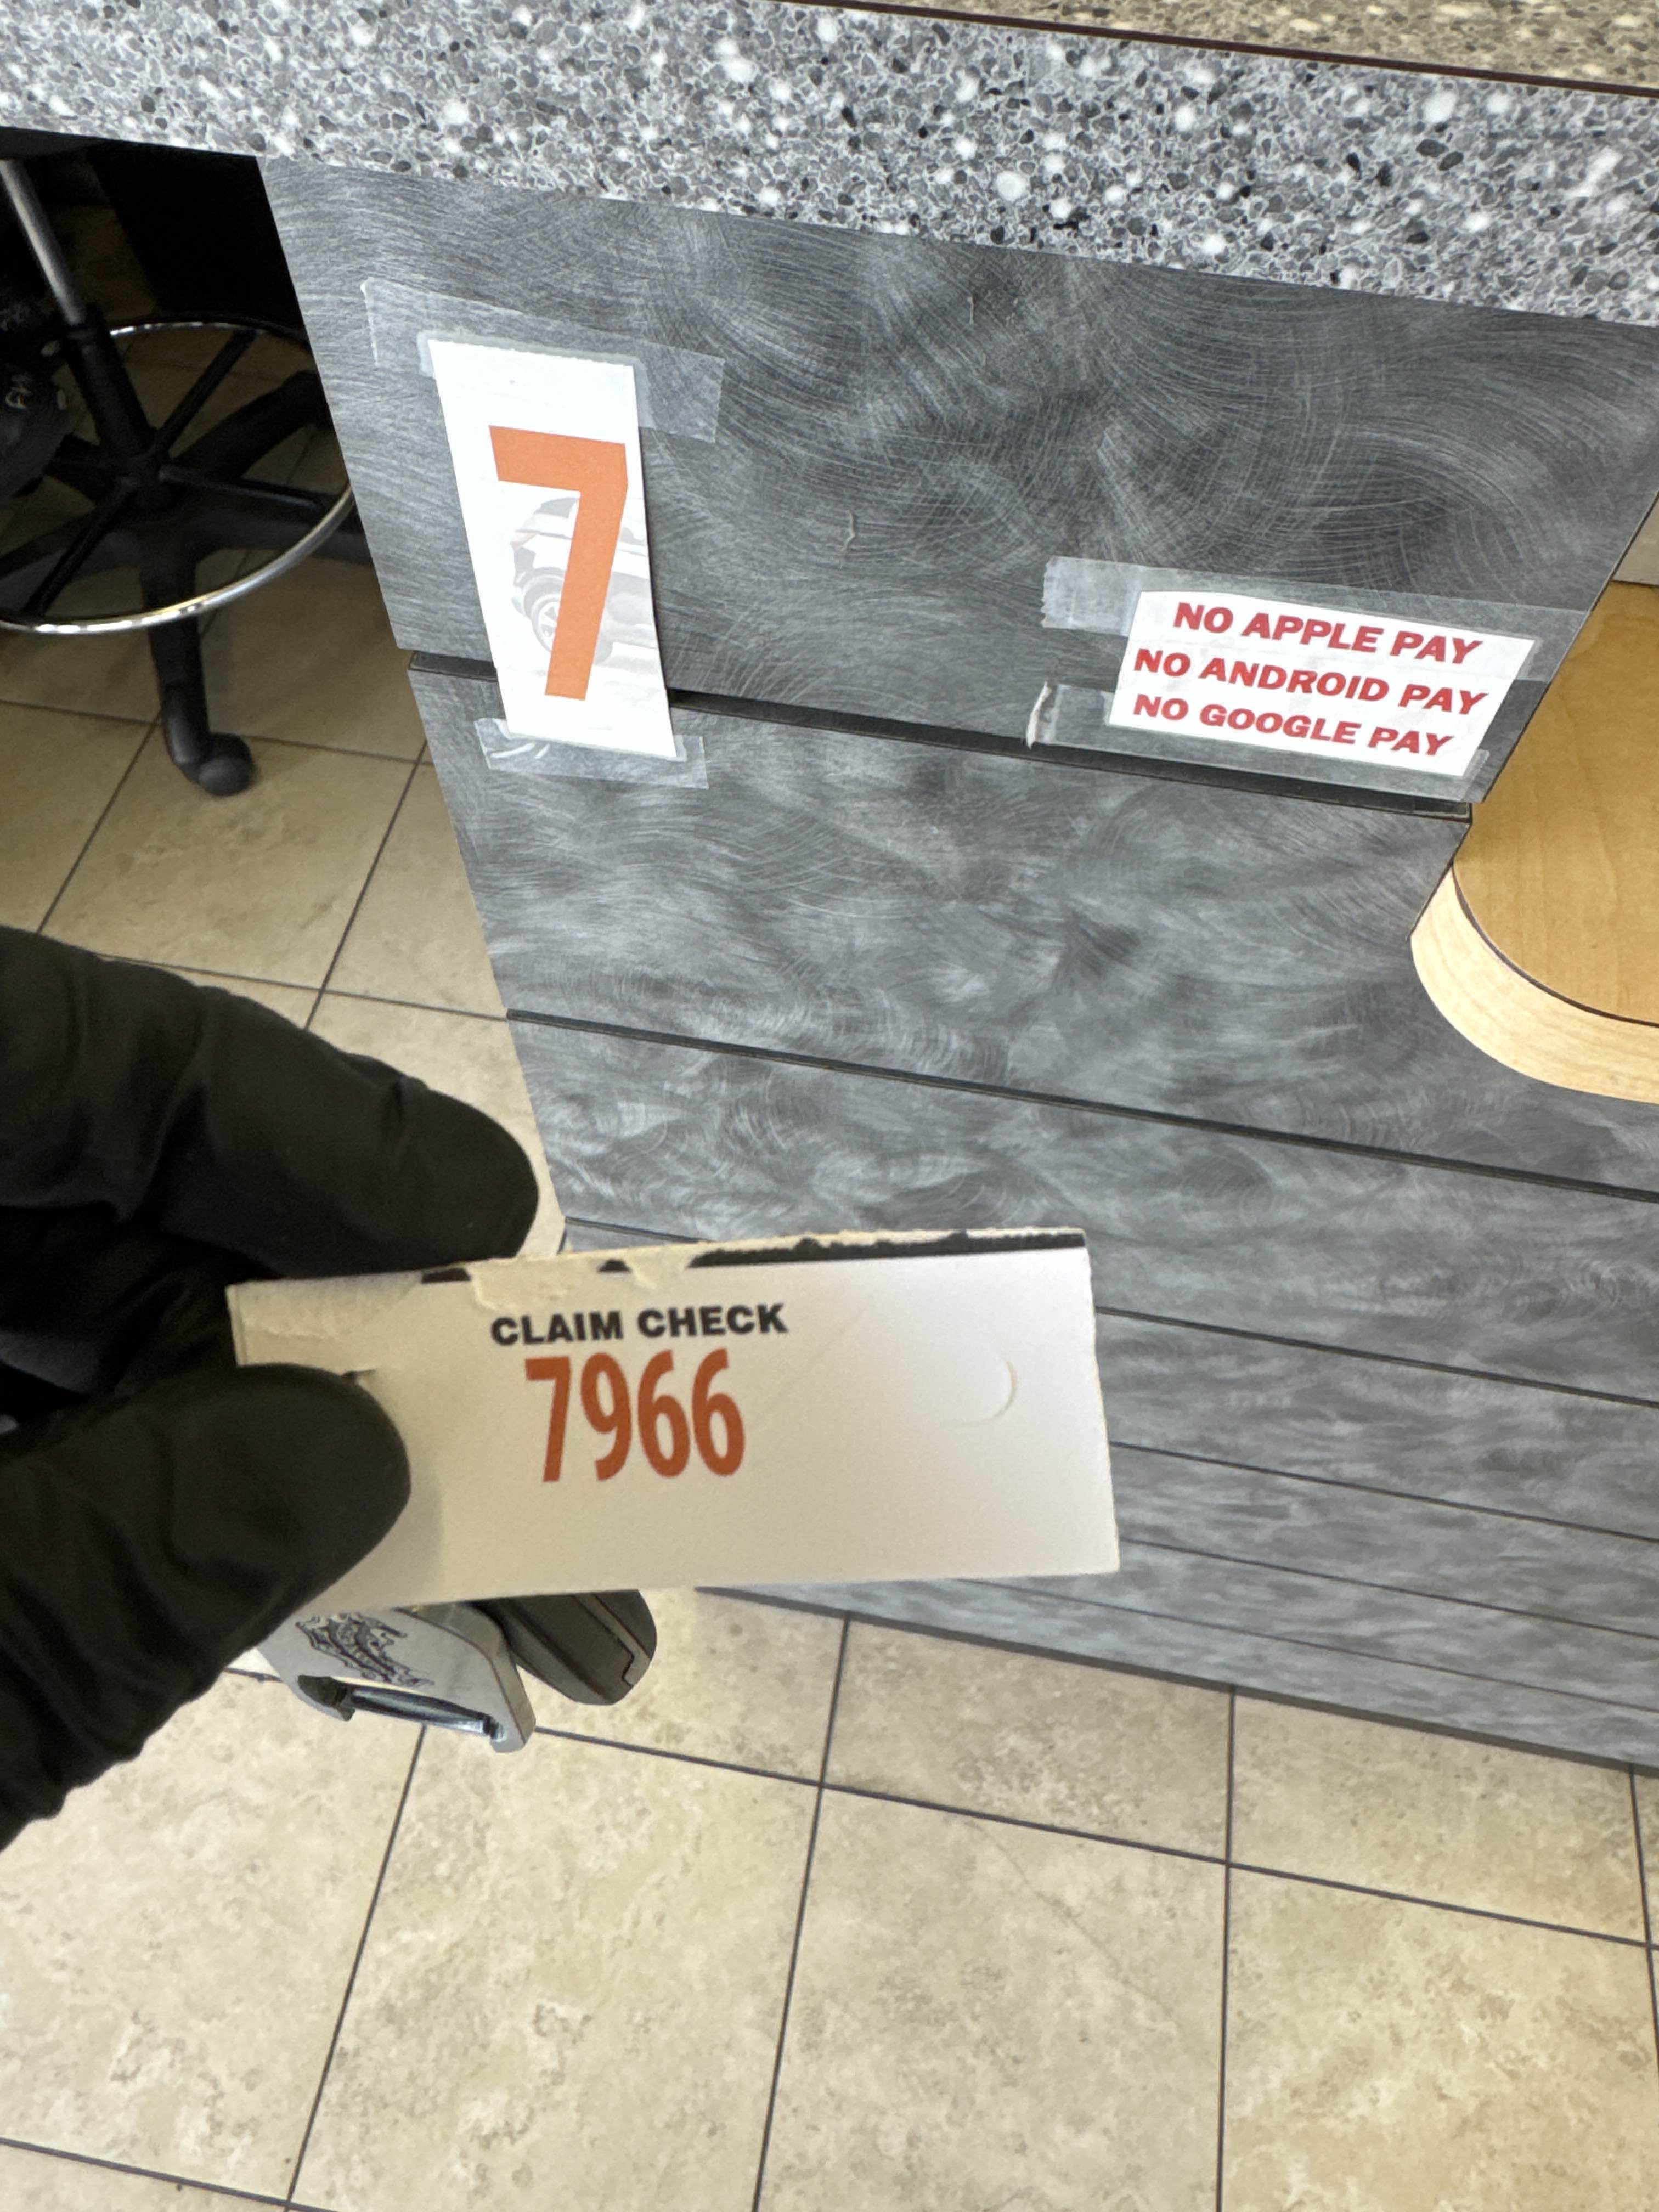 7
NO APPLE PAY
NO ANDROID PAY
NO GOOGLE PAY
CLAIM CHECK
7966